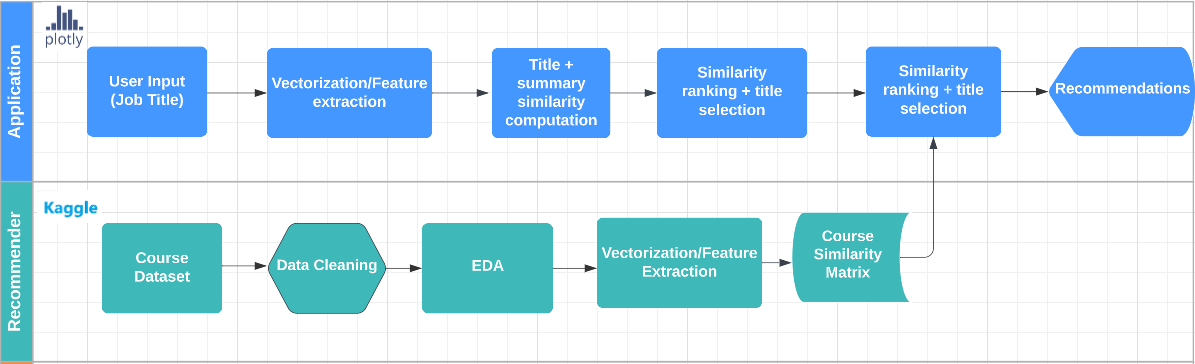 Application
plotly
User Input
(Job Title)
Vectorization/Feature
extraction
Title +
summary
similarity
computation
Similarity
ranking + title
selection
Similarity
ranking + title
selection
Recommendations
Recommender
Kaggle
Course
Dataset
Data Cleaning
EDA
Vectorization/Feature
Extraction
Course
Similarity
Matrix